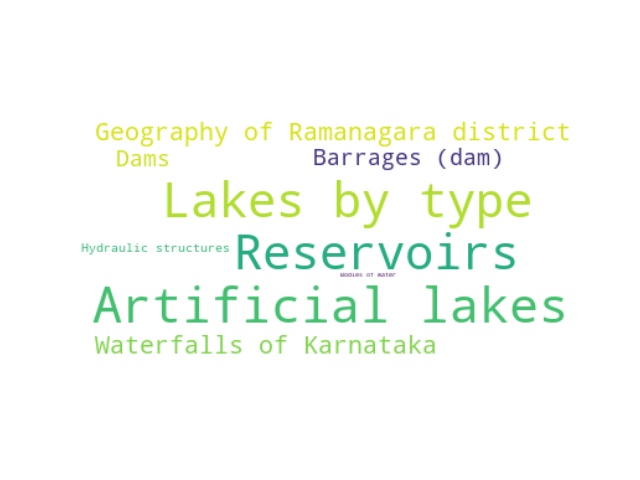 Geography of Ramanagara district
Dams Barrages (dam)
Lakes by type
Hydraulic structures Reservoirs
Bodies of water
Artificial lakes
Waterfalls of Karnataka